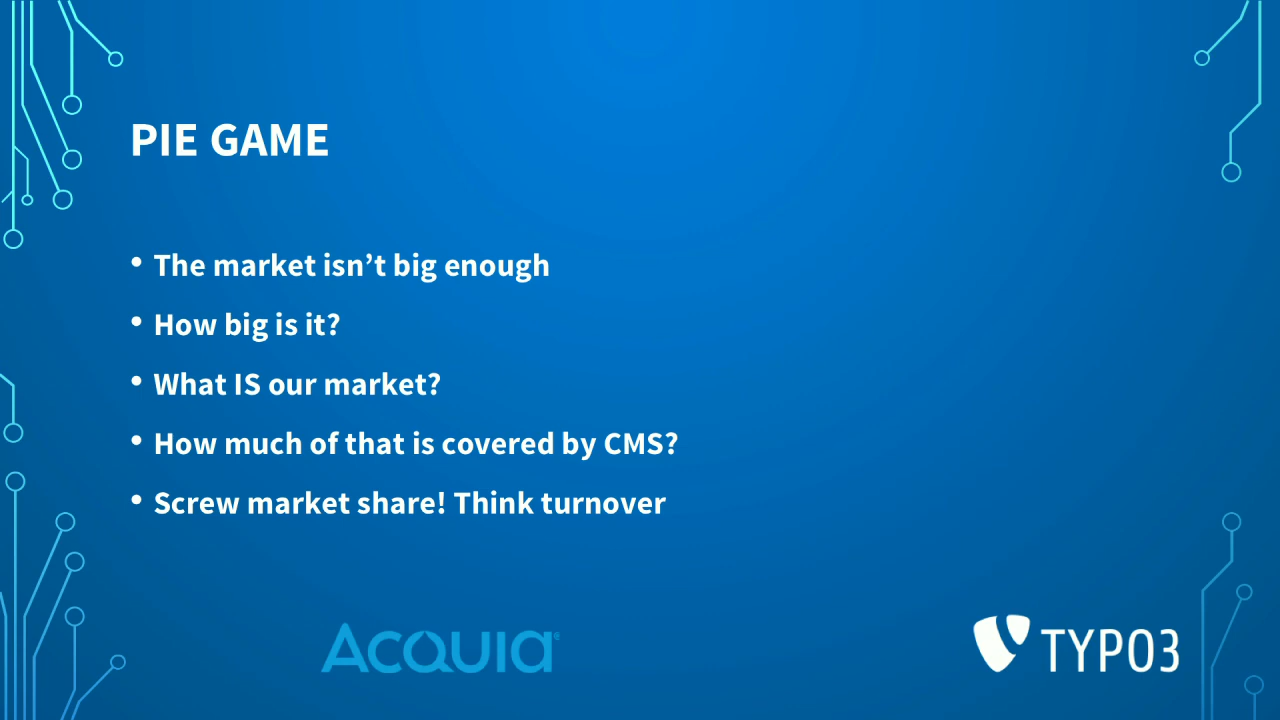 PIE GAME
• The market isn’t big enough
• How big is it?
• What IS our market?
• How much of that is covered by CMS?
• Screw market share! Think turnover
Acquia®
TYPO3